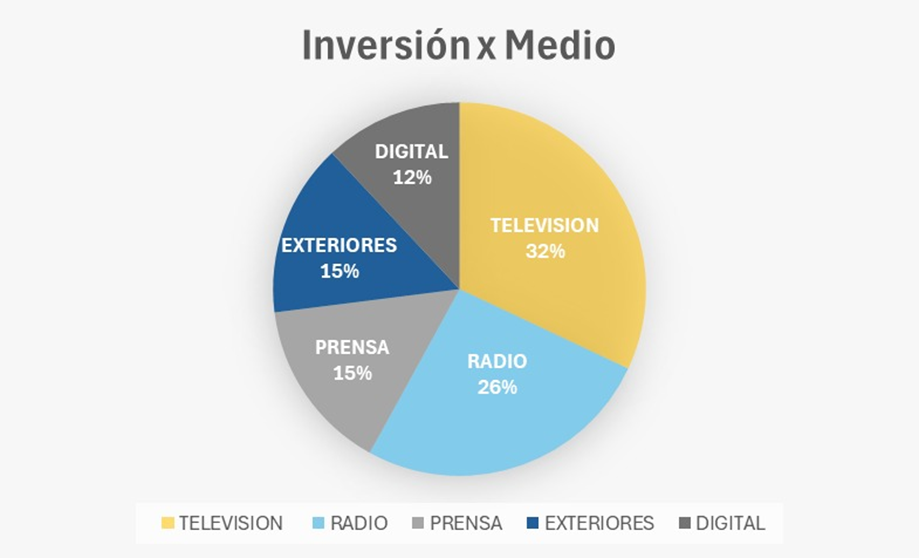 Inversión x Medio
DIGITAL
12%
TELEVISION
32%
EXTERIORES
15%
PRENSA
15%
RADIO
26%
TELEVISION RADIO PRENSA EXTERIORES DIGITAL